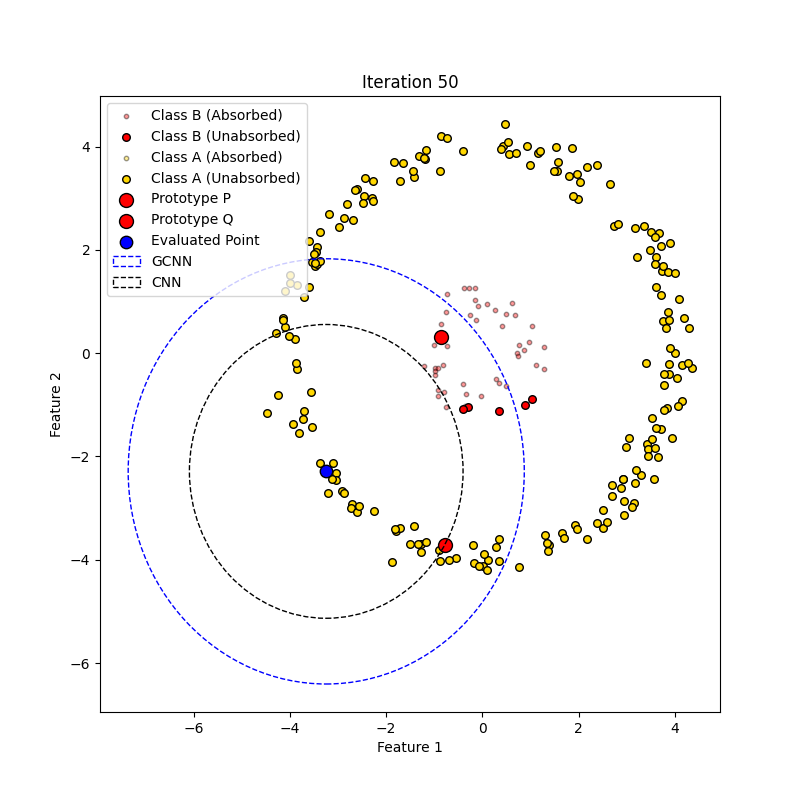 Iteration 50
Class B (Absorbed)
Class B (Unabsorbed)
Class A (Absorbed)
Class A (Unabsorbed)
Prototype P
Prototype Q
Evaluated Point
GCNN
CNN
4
2
0
−2
−4
−6
Feature 2
−6 −4 −2 0 2 4
Feature 1